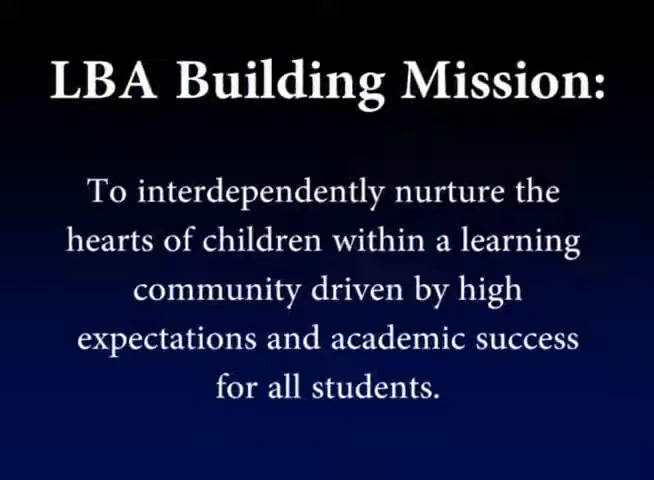 LBA Building Mission:
To interdependently nurture the
hearts of children within a learning
community driven by high
expectations and academic success
for all students.